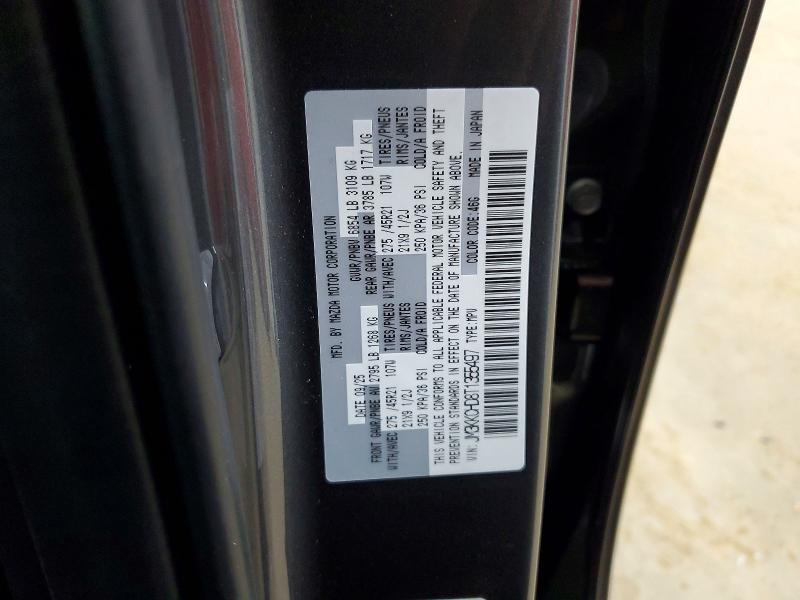 MFD. BY MAZDA MOTOR CORPORATION
DATE 09/25 GVWR/PNBV 6854 LB 3109 KG
FRONT GAWR/PNBE AV 2795 LB 1268 KG REAR GAWR/PNBE AR 3785 LB 1717 KG
WITH/AVEC 275 /45R21 107W TIRES/PNEUS WITH/AVEC 275 /45R21 107W TIRES/PNEUS
21X9 1/2J RIMS/JANTES 21X9 1/2J RIMS/JANTES
250 KPA/36 PSI COLD/A FROID 250 KPA/36 PSI COLD/A FROID
THIS VEHICLE CONFORMS TO ALL APPLICABLE FEDERAL MOTOR VEHICLE SAFETY AND THEFT
PREVENTION STANDARDS IN EFFECT ON THE DATE OF MANUFACTURE SHOWN ABOVE.
VIN: JM3KKCHD8T1355497 TYPE:MPV COLOR CODE:46G MADE IN JAPAN